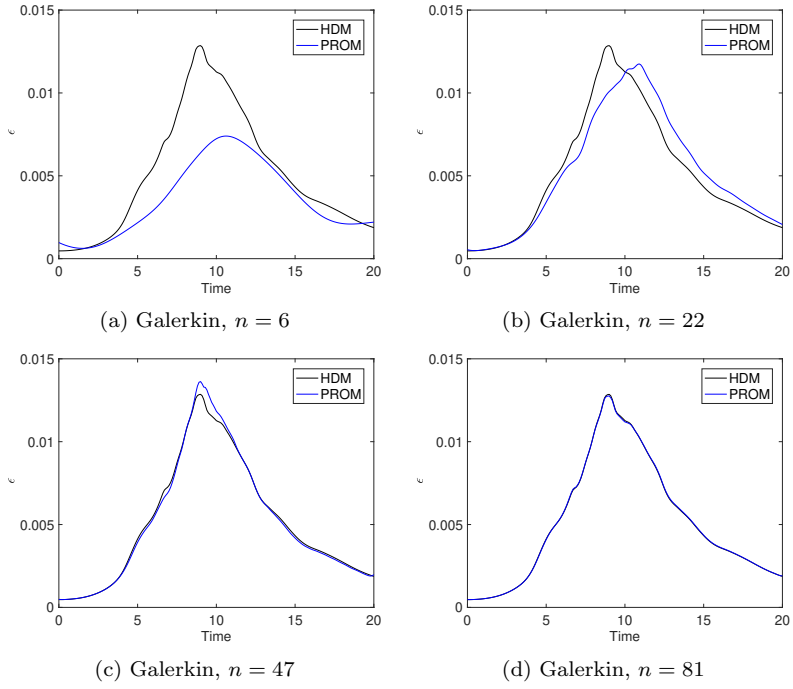 0.015
HDM
PROM
0.01
ϵ
0.005
0
0 5 10 15 20
Time
(a) Galerkin, n = 6
0.015
HDM
PROM
0.01
ϵ
0.005
0
0 5 10 15 20
Time
(b) Galerkin, n = 22
0.015
HDM
PROM
0.01
ϵ
0.005
0
0 5 10 15 20
Time
(c) Galerkin, n = 47
0.015
HDM
PROM
0.01
ϵ
0.005
0
0 5 10 15 20
Time
(d) Galerkin, n = 81